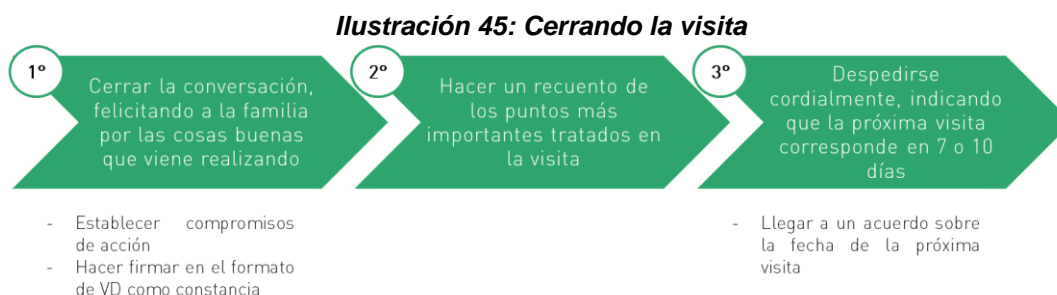 Ilustración 45: Cerrando la visita
1°
Cerrar la conversación,
felicitando a la familia
por las cosas buenas
que viene realizando
- Establecer compromisos
de acción
- Hacer firmar en el formato
de VD como constancia
2°
Hacer un recuento de
los puntos más
importantes tratados en
la visita
3°
Despedirse
cordialmente, indicando
que la próxima visita
corresponde en 7 o 10
días
- Llegar a un acuerdo sobre
la fecha de la próxima
visita